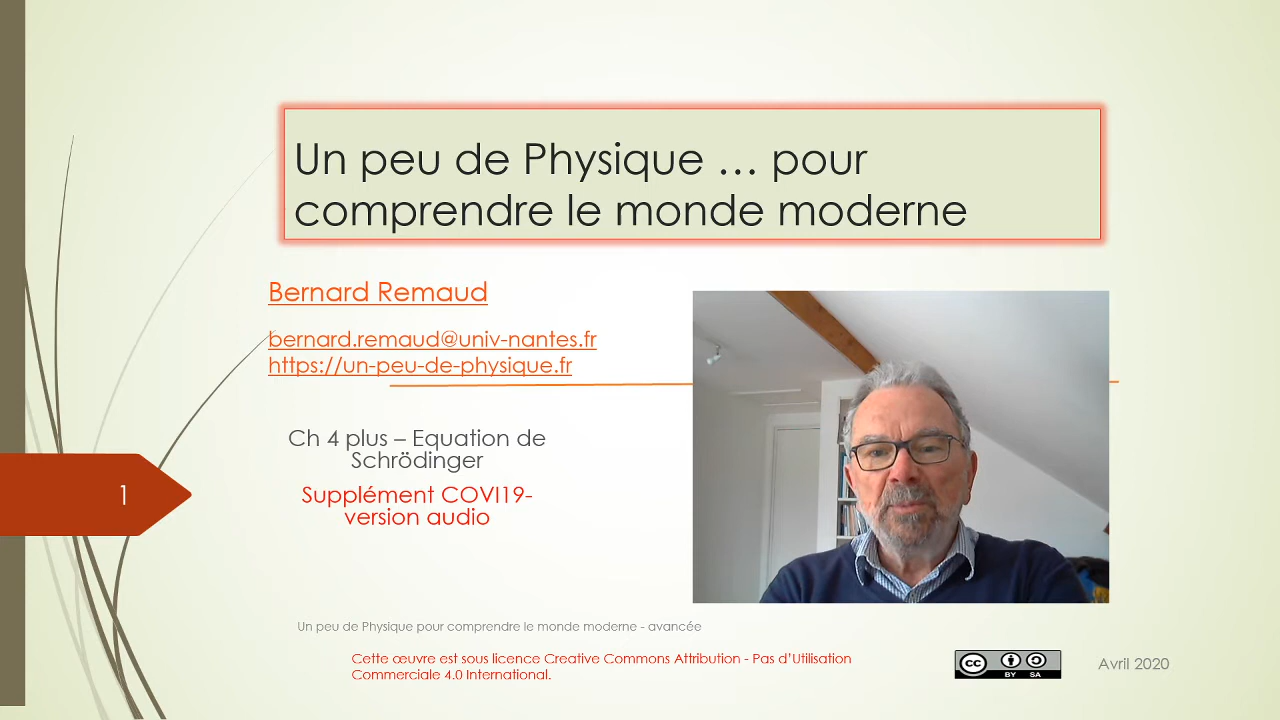 Un peu de Physique … pour
comprendre le monde moderne
Bernard Remaud
bernard.remaud@univ-nantes.fr
https://un-peu-de-physique.fr
Ch 4 plus – Equation de
Schrödinger
Supplément COVI19-
version audio
1
Un peu de Physique pour comprendre le monde moderne - avancée
Cette œuvre est sous licence Creative Commons Attribution - Pas d’Utilisation
Commerciale 4.0 International.
cc BY SA
Avril 2020